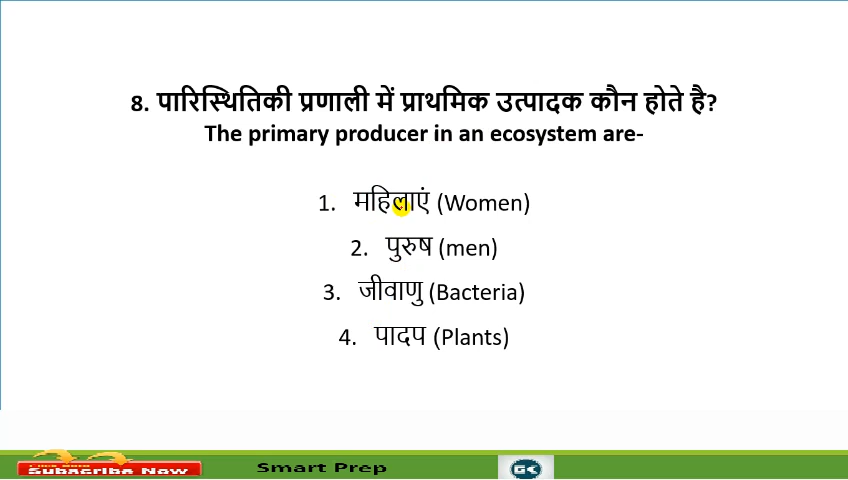 8. पारिस्थितिकी प्रणाली में प्राथमिक उत्पादक कौन होते है?
The primary producer in an ecosystem are-
1. महिलाएं (Women)
2. पुरुष (men)
3. जीवाणु (Bacteria)
4. पादप (Plants)
Subscribe Now
Smart Prep
GK